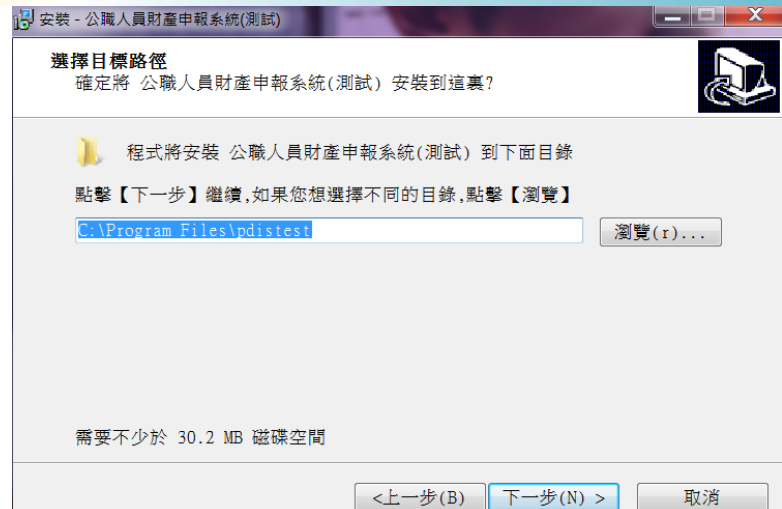 安裝 - 公職人員財產申報系統(測試)
選擇目標路徑
確定將 公職人員財產申報系統(測試) 安裝到這裏?
程式將安裝 公職人員財產申報系統(測試) 到下面目錄
點擊【下一步】繼續,如果您想選擇不同的目錄,點擊【瀏覽】
C:\Program Files\pdistest
瀏覽(r)...
需要不少於 30.2 MB 磁碟空間
<上一步(B) 下一步(N) > 取消